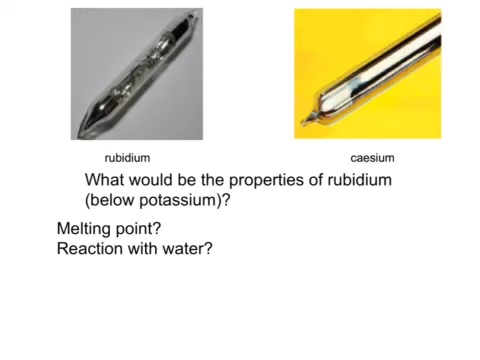 rubidium
caesium
What would be the properties of rubidium
(below potassium)?
Melting point?
Reaction with water?